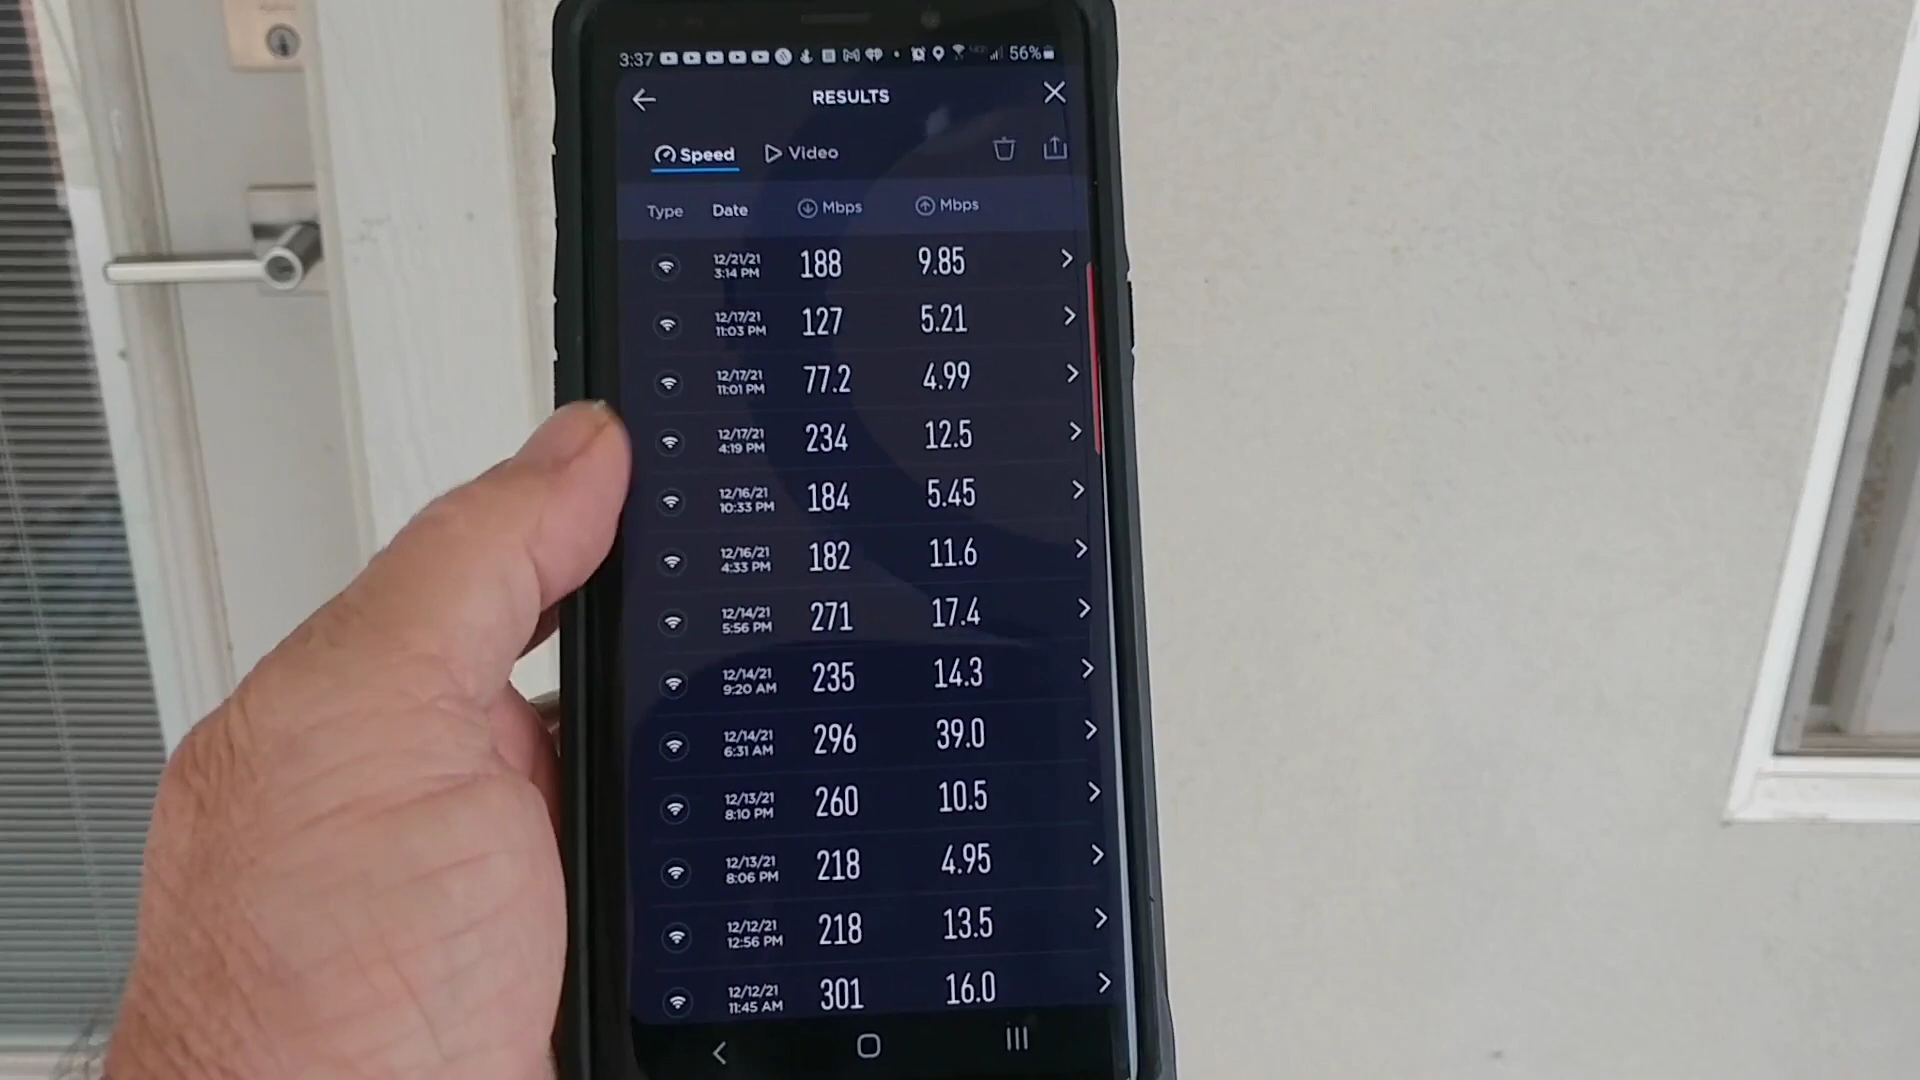 3:37 56%
RESULTS
Speed Video
Type Date Mbps Mbps
12/21/21 3:14 PM 188 9.85
12/17/21 11:03 PM 127 5.21
12/17/21 11:01 PM 77.2 4.99
12/17/21 4:19 PM 234 12.5
12/16/21 10:33 PM 184 5.45
12/16/21 4:33 PM 182 11.6
12/14/21 5:56 PM 271 17.4
12/14/21 9:20 AM 235 14.3
12/14/21 6:31 AM 296 39.0
12/13/21 8:10 PM 260 10.5
12/13/21 8:06 PM 218 4.95
12/12/21 12:56 PM 218 13.5
12/12/21 11:45 AM 301 16.0